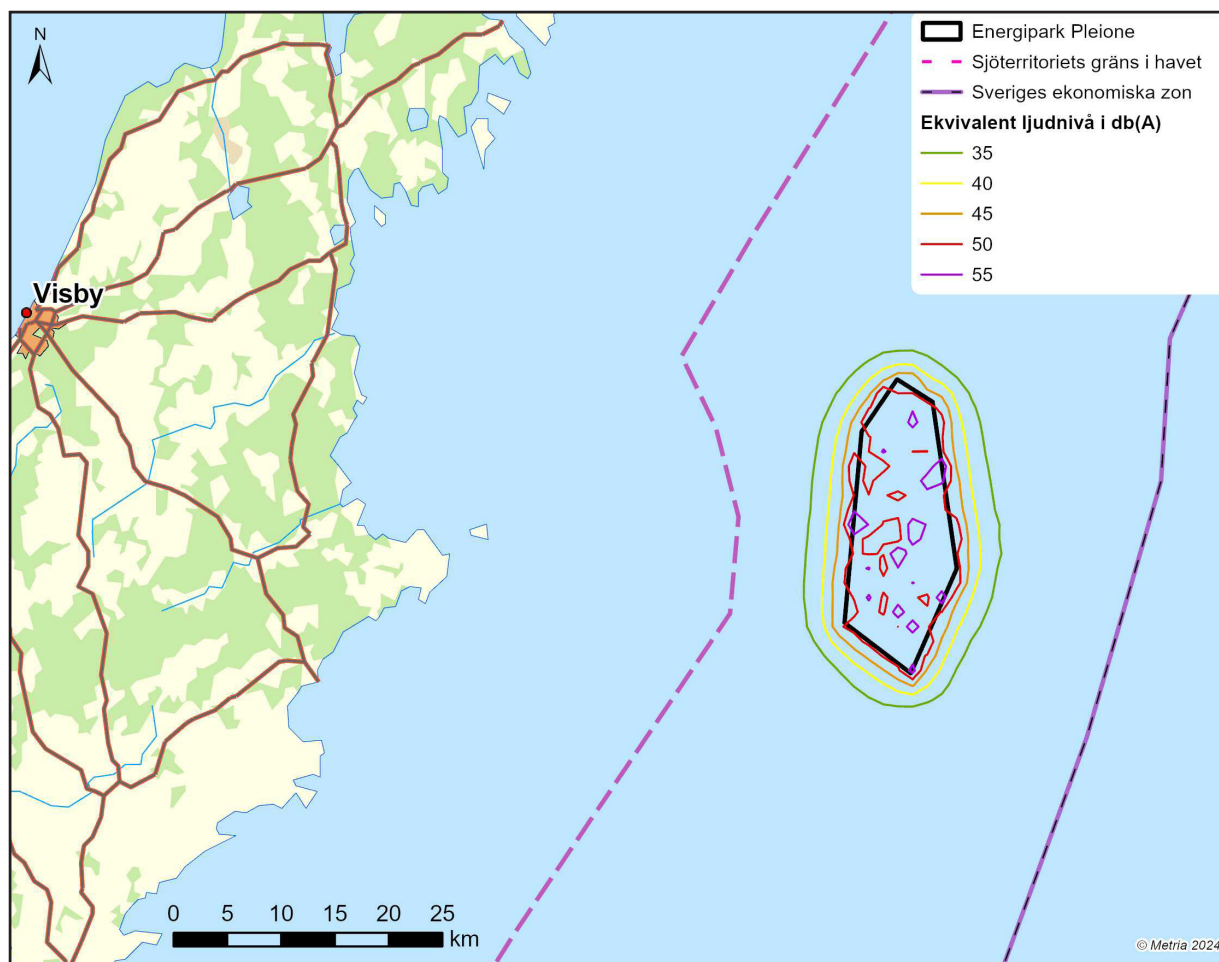 N
Visby
Energipark Pleione
Sjöterritoriets gräns i havet
Sveriges ekonomiska zon
Ekvivalent ljudnivå i db(A)
35
40
45
50
55
0 5 10 15 20 25
km
© Metria 2024